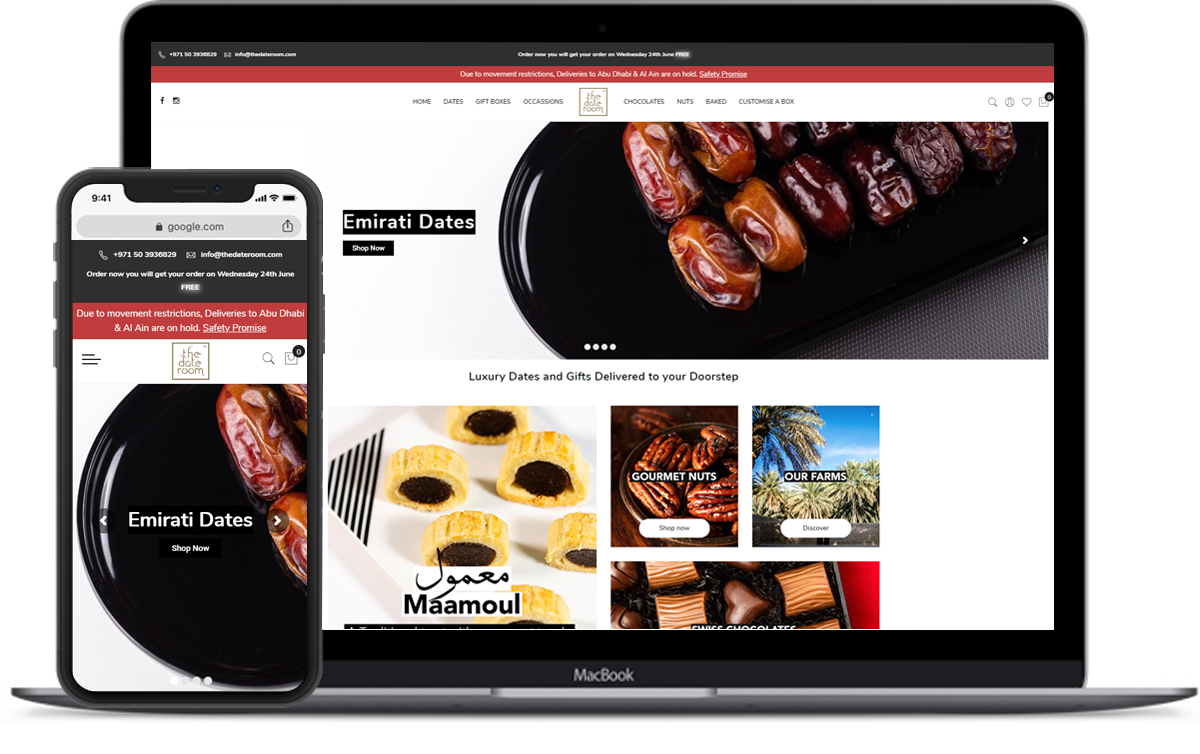 +971 50 3936829 info@thedateroom.com
Order now you will get your order on Wednesday 24th June FREE
Due to movement restrictions, Deliveries to Abu Dhabi & Al Ain are on hold. Safety Promise
HOME DATES GIFT BOXES OCCASSIONS
the
date
room
CHOCOLATES NUTS BAKED CUSTOMISE A BOX
0
Emirati Dates
Shop Now
Luxury Dates and Gifts Delivered to your Doorstep
معمول
Maamoul
GOURMET NUTS
Shop now
OUR FARMS
Discover
SWISS CHOCOLATES
MacBook
9:41
google.com
+971 50 3936829 info@thedateroom.com
Order now you will get your order on Wednesday 24th June
FREE
Due to movement restrictions, Deliveries to Abu Dhabi
& Al Ain are on hold. Safety Promise
the
date
room
0
Emirati Dates
Shop Now